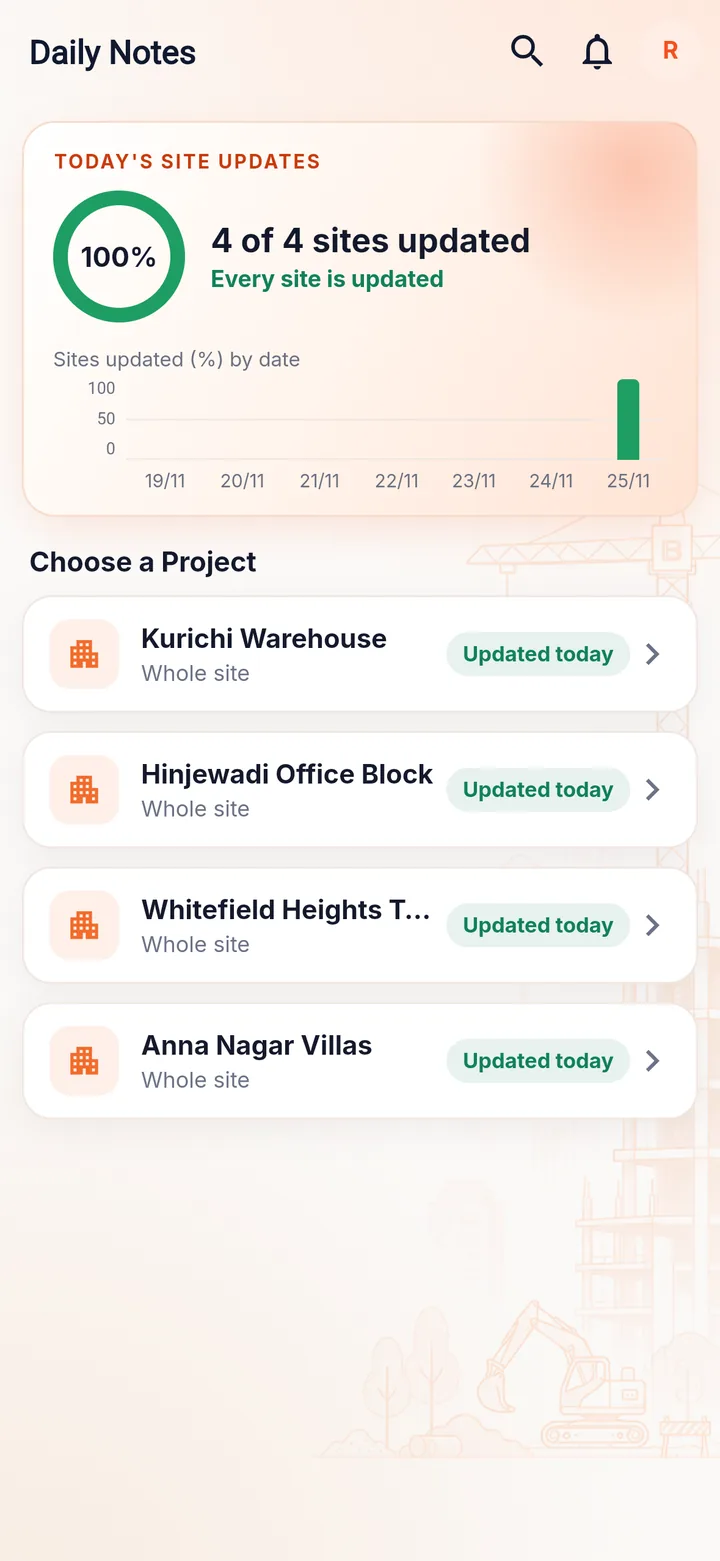 Daily Notes
R
TODAY'S SITE UPDATES
100%
4 of 4 sites updated
Every site is updated
Sites updated (%) by date
100
50
0
19/11 20/11 21/11 22/11 23/11 24/11 25/11
B
Choose a Project
Kurichi Warehouse
Whole site
Updated today
Hinjewadi Office Block
Whole site
Updated today
Whitefield Heights T...
Whole site
Updated today
Anna Nagar Villas
Whole site
Updated today